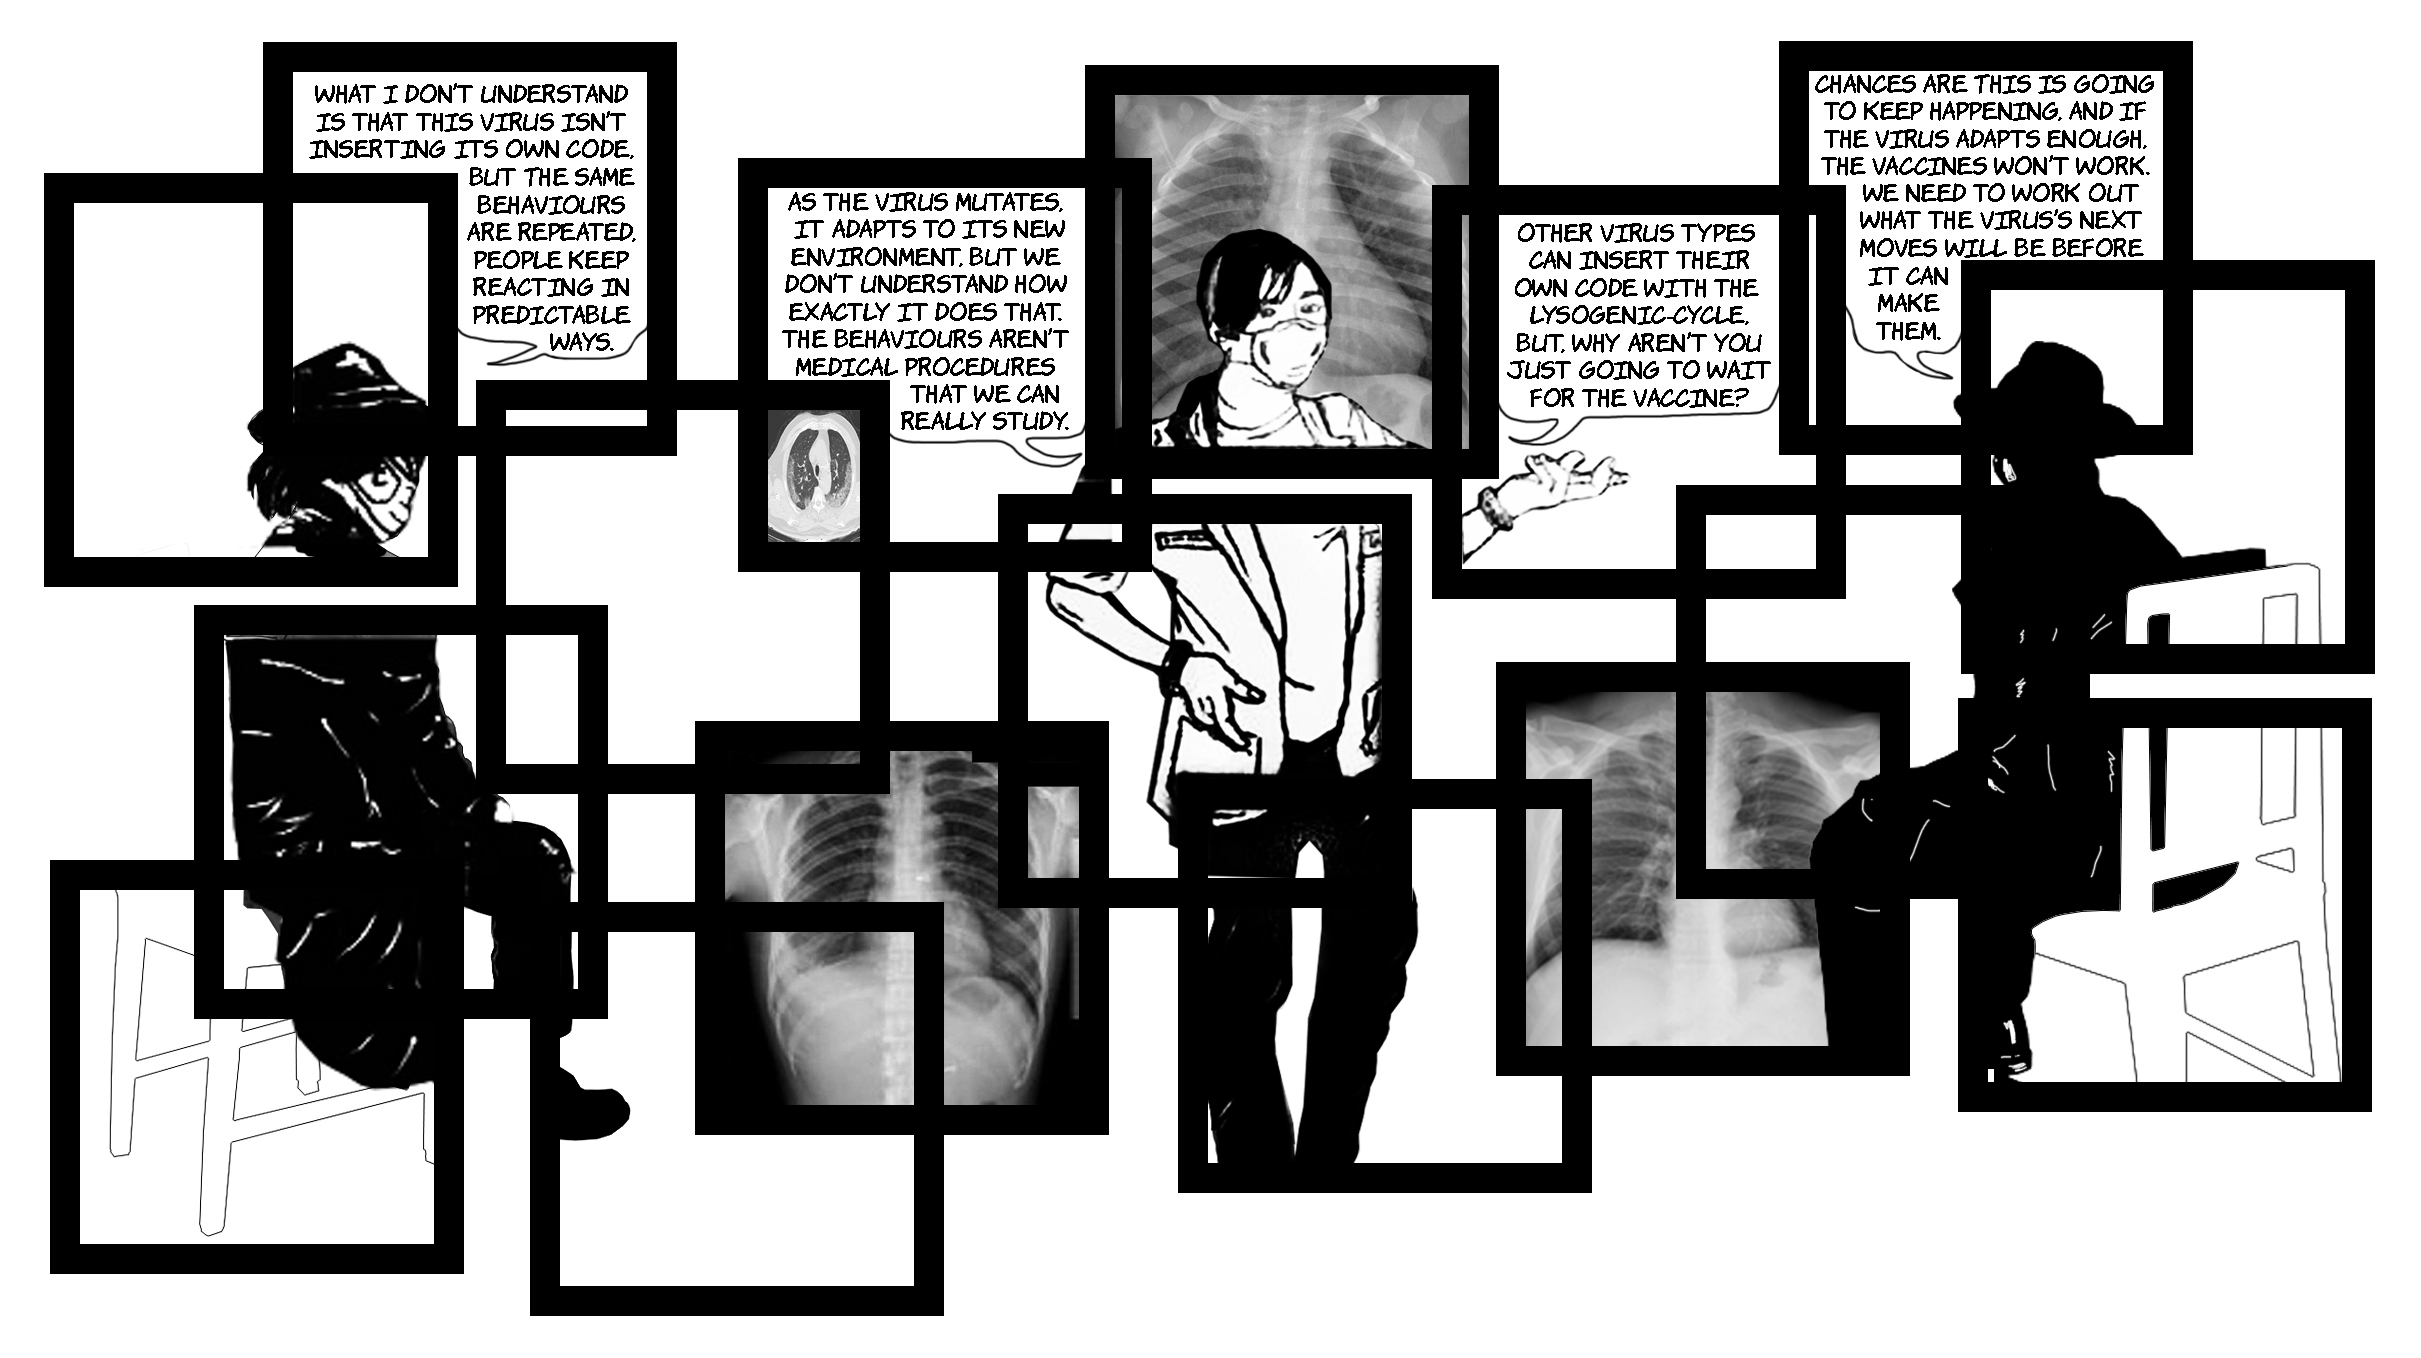 WHAT I DON'T UNDERSTAND
IS THAT THIS VIRUS ISN'T
INSERTING ITS OWN CODE,
BUT THE SAME
BEHAVIOURS
ARE REPEATED.
PEOPLE KEEP
REACTING IN
PREDICTABLE
WAYS.
AS THE VIRUS MUTATES,
IT ADAPTS TO ITS NEW
ENVIRONMENT. BUT WE
DON'T UNDERSTAND HOW
EXACTLY IT DOES THAT.
THE BEHAVIOURS AREN'T
MEDICAL PROCEDURES
THAT WE CAN
REALLY STUDY.
OTHER VIRUS TYPES
CAN INSERT THEIR
OWN CODE WITH THE
LYSOGENIC-CYCLE.
BUT, WHY AREN'T YOU
JUST GOING TO WAIT
FOR THE VACCINE?
CHANCES ARE THIS IS GOING
TO KEEP HAPPENING, AND IF
THE VIRUS ADAPTS ENOUGH,
THE VACCINES WON'T WORK.
WE NEED TO WORK OUT
WHAT THE VIRUS'S NEXT
MOVES WILL BE BEFORE
IT CAN
MAKE
THEM.